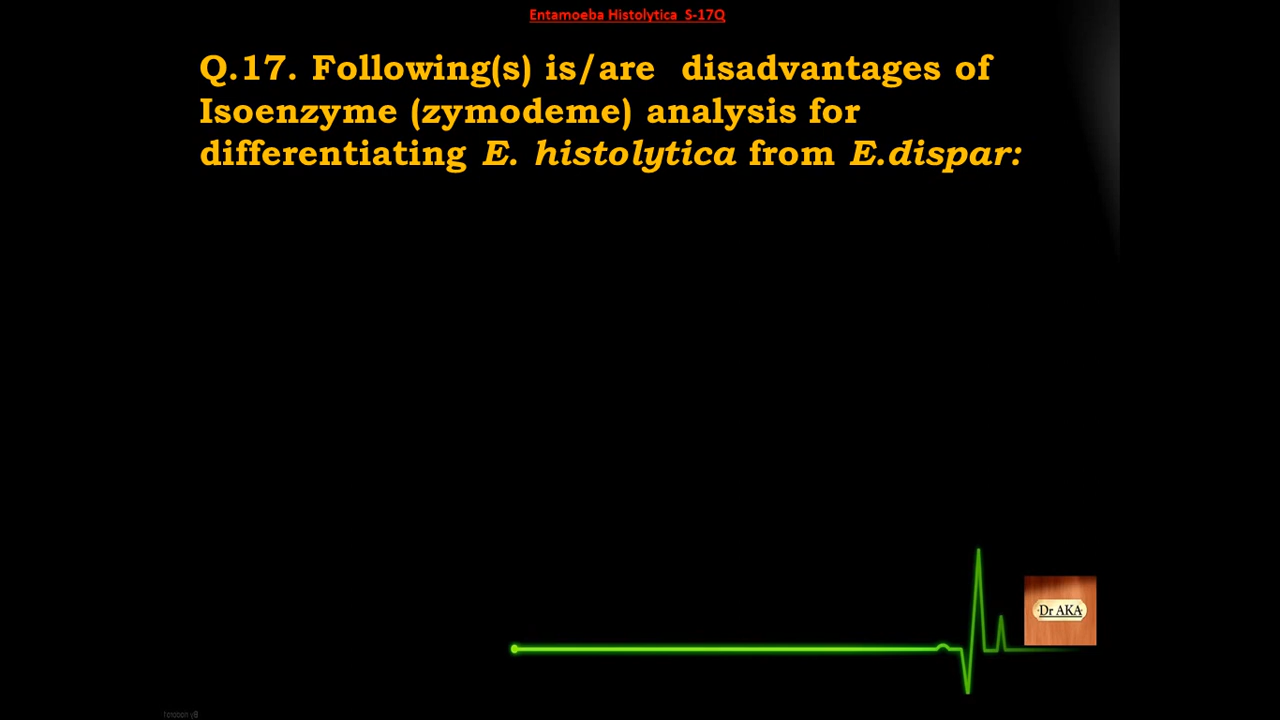 Entamoeba Histolytica S-17Q
Q.17. Following(s) is/are disadvantages of
Isoenzyme (zymodeme) analysis for
differentiating E. histolytica from E.dispar:
Dr AKA